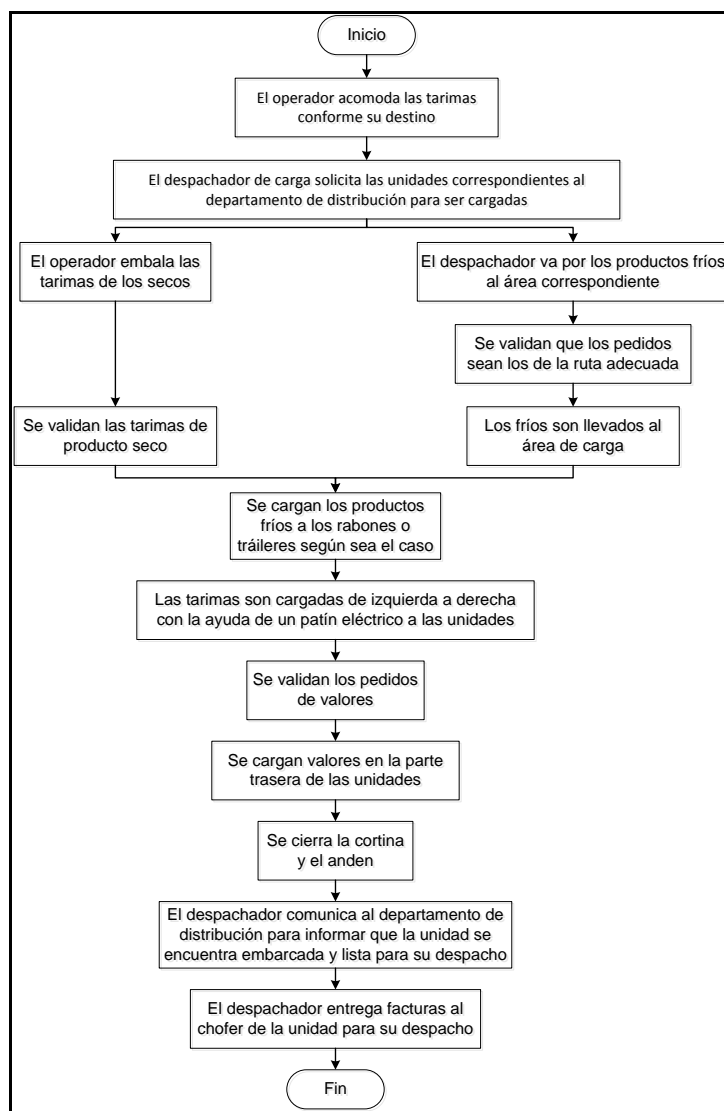 Inicio
El operador acomoda las tarimas
conforme su destino
El despachador de carga solicita las unidades correspondientes al
departamento de distribución para ser cargadas
El operador embala las
tarimas de los secos
El despachador va por los productos fríos
al área correspondiente
Se validan que los pedidos
sean los de la ruta adecuada
Se validan las tarimas de
producto seco
Los fríos son llevados al
área de carga
Se cargan los productos
fríos a los rabones o
tráileres según sea el caso
Las tarimas son cargadas de izquierda a derecha
con la ayuda de un patín eléctrico a las unidades
Se validan los pedidos
de valores
Se cargan valores en la parte
trasera de las unidades
Se cierra la cortina
y el anden
El despachador comunica al departamento de
distribución para informar que la unidad se
encuentra embarcada y lista para su despacho
El despachador entrega facturas al
chofer de la unidad para su despacho
Fin